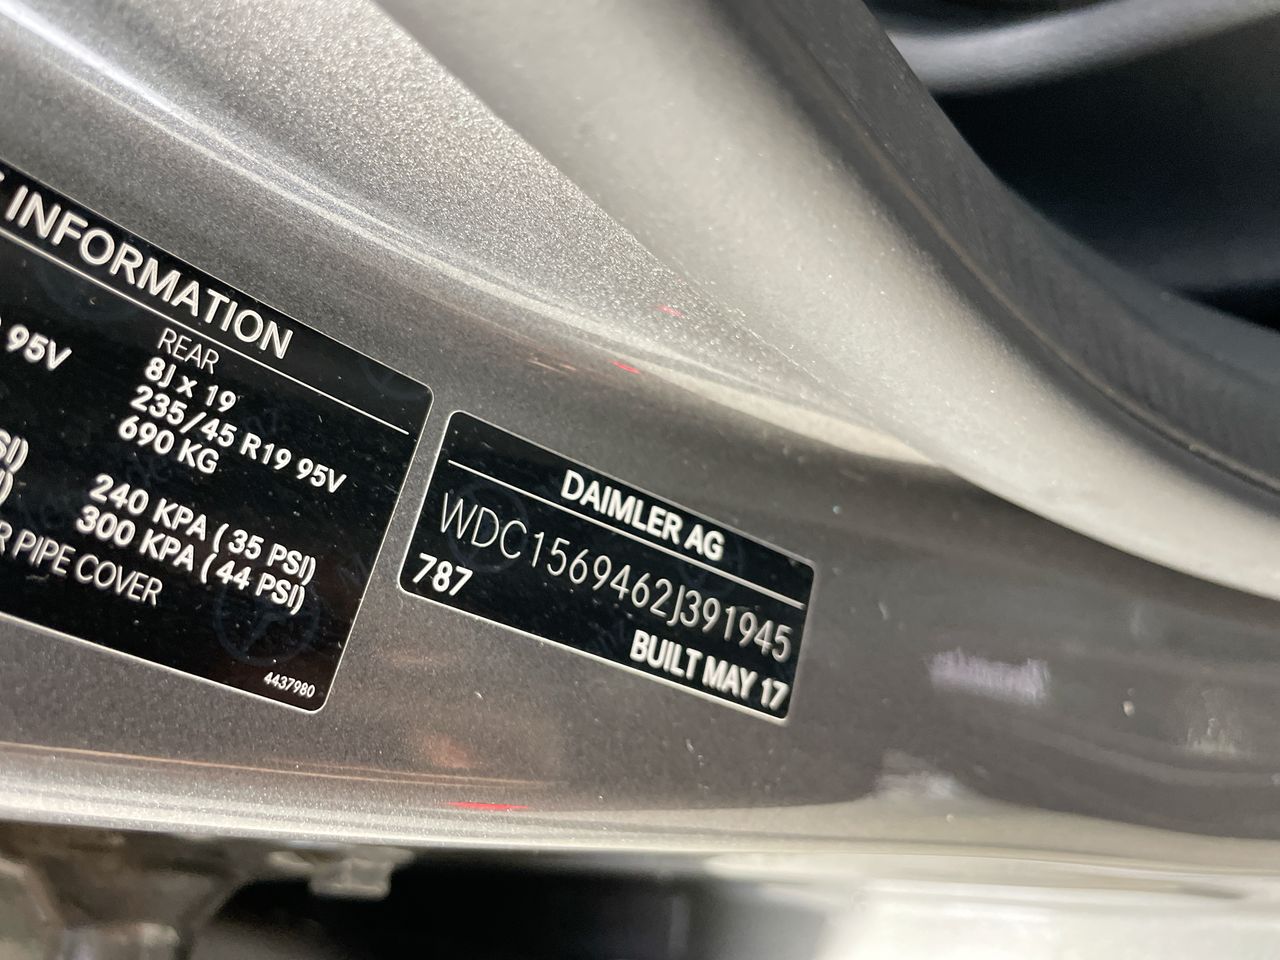 INFORMATION
REAR
8J x 19
95V
235/45 R19 95V
690 KG
240 KPA ( 35 PSI)
300 KPA ( 44 PSI)
PIPE COVER
4437980
DAIMLER AG
WDC1569462J391945
787
BUILT MAY 17